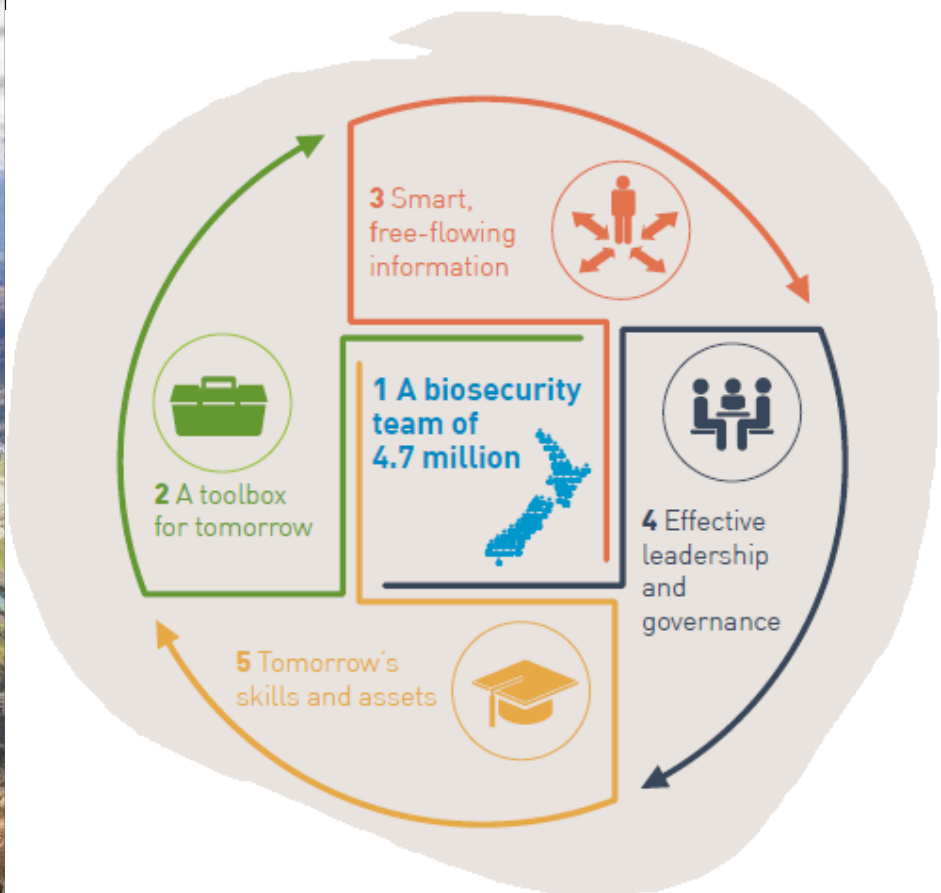 1 A biosecurity
team of
4.7 million
2 A toolbox
for tomorrow
3 Smart,
free-flowing
information
4 Effective
leadership
and
governance
5 Tomorrow's
skills and assets